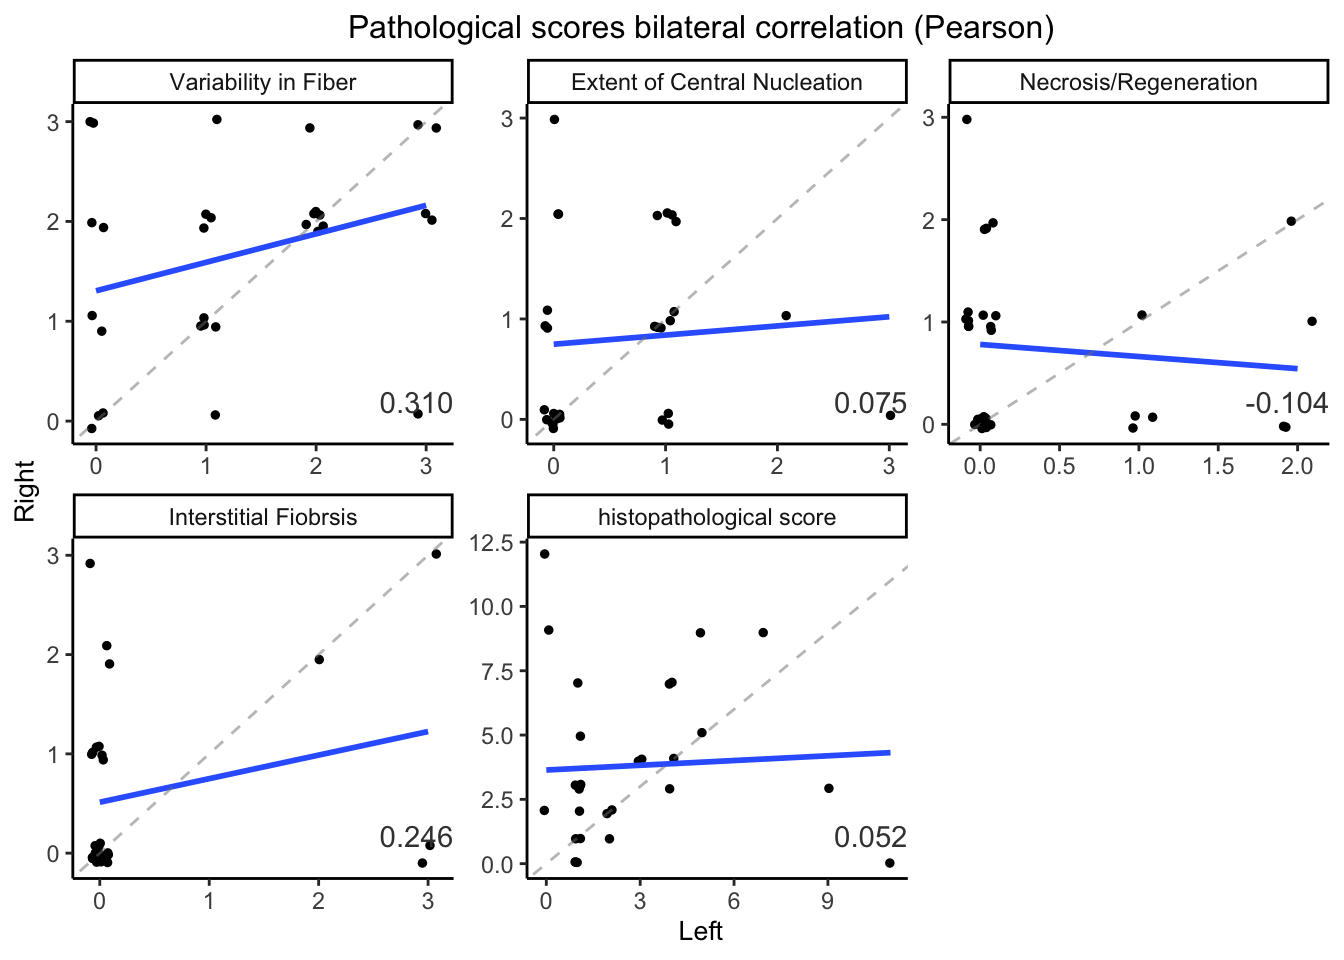 Pathological scores bilateral correlation (Pearson)
Variability in Fiber
Extent of Central Nucleation
Necrosis/Regeneration
3
2
1
0
0.310
0 1 2 3
3
2
1
0
0.075
0 1 2 3
3
2
1
0
-0.104
0.0 0.5 1.0 1.5 2.0
Right
Interstitial Fiobrsis
histopathological score
3
2
1
0
0.246
0 1 2 3
12.5
10.0
7.5
5.0
2.5
0.0
0.052
0 3 6 9
Left